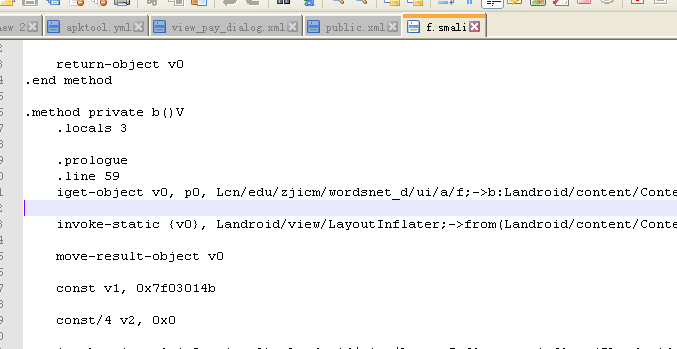 new 2 apktool.yml view_pay_dialog.xml public.xml f.smali
return-object v0
.end method
.method private b()V
.locals 3
.prologue
.line 59
iget-object v0, p0, Lcn/edu/zjicm/wordsnet_d/ui/a/f;->b:Landroid/content/Conte
invoke-static {v0}, Landroid/view/LayoutInflater;->from(Landroid/content/Conte
move-result-object v0
const v1, 0x7f03014b
const/4 v2, 0x0